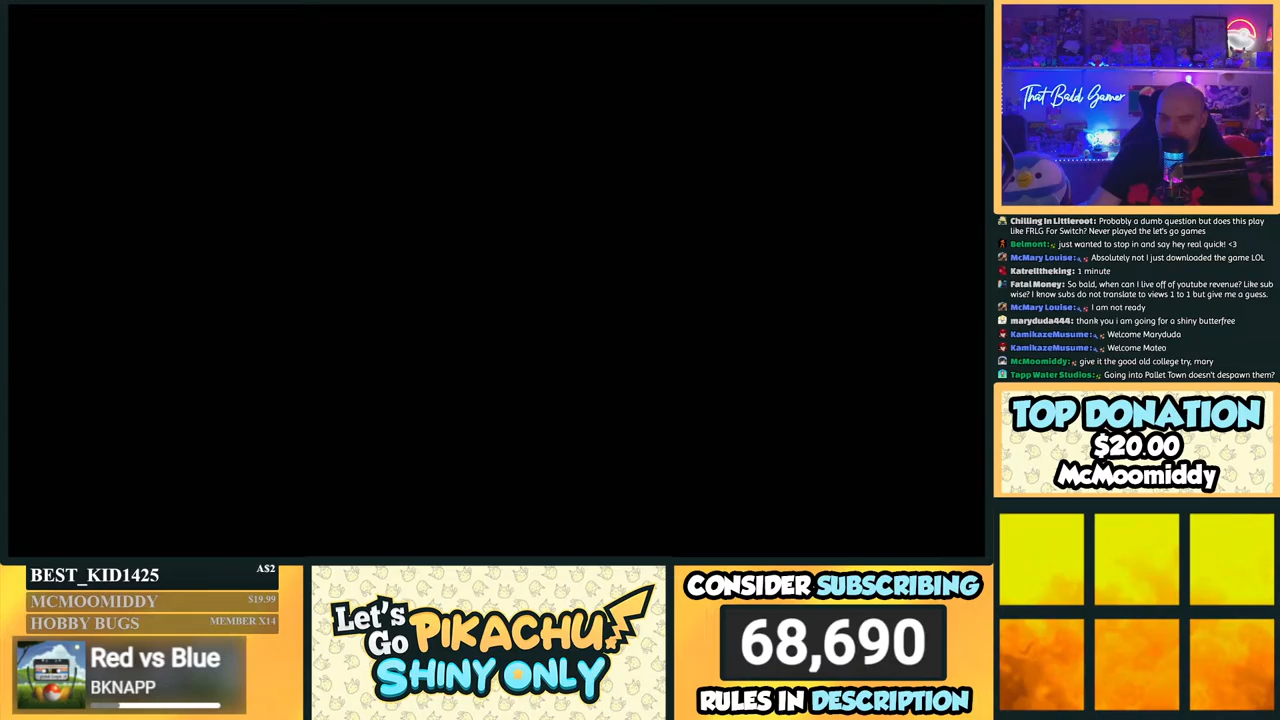 That Bald Gamer
Chilling In Littleroot: Probably a dumb question but does this play
like FRLG For Switch? Never played the let's go games
Belmont: just wanted to stop in and say hey real quick! <3
McMary Louise: Absolutely not I just downloaded the game LOL
Katrelltheking: 1 minute
Fatal Money: So bald, when can I live off of youtube revenue? Like sub
wise? I know subs do not translate to views 1 to 1 but give me a guess.
McMary Louise: I am not ready
maryduda444: thank you i am going for a shiny butterfree
KamikazeMusume: Welcome Maryduda
KamikazeMusume: Welcome Mateo
McMoomiddy: give it the good old college try, mary
Tapp Water Studios: Going into Pallet Town doesn't despawn them?
TOP DONATION
$20.00
McMoomiddy
BEST_KID1425 A$2
MCMOOMIDDY $19.99
HOBBY BUGS MEMBER X14
Red vs Blue
BKNAPP
Let's
Go PIKACHU
SHINY ONLY
CONSIDER SUBSCRIBING
68,690
RULES IN DESCRIPTION